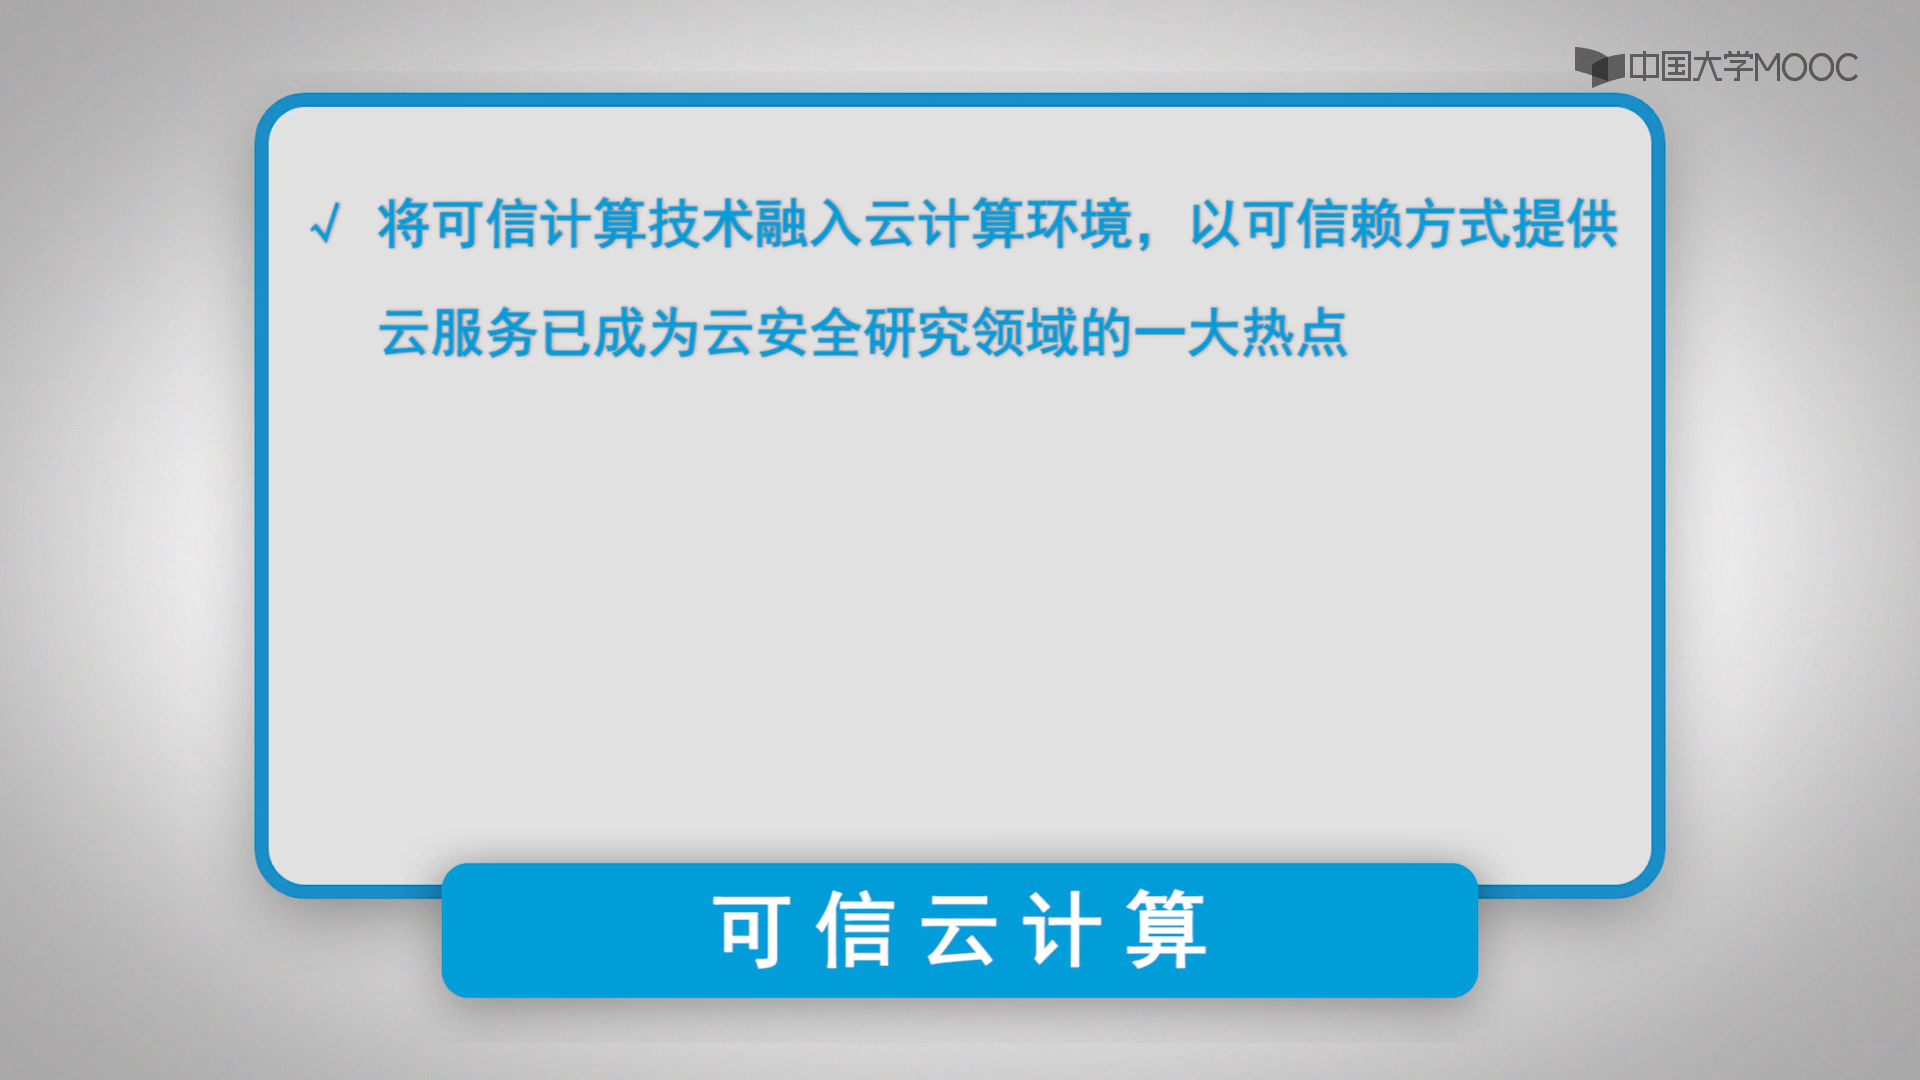 中国大学MOOC
√ 将可信计算技术融入云计算环境，以可信赖方式提供
云服务已成为云安全研究领域的一大热点
可信云计算